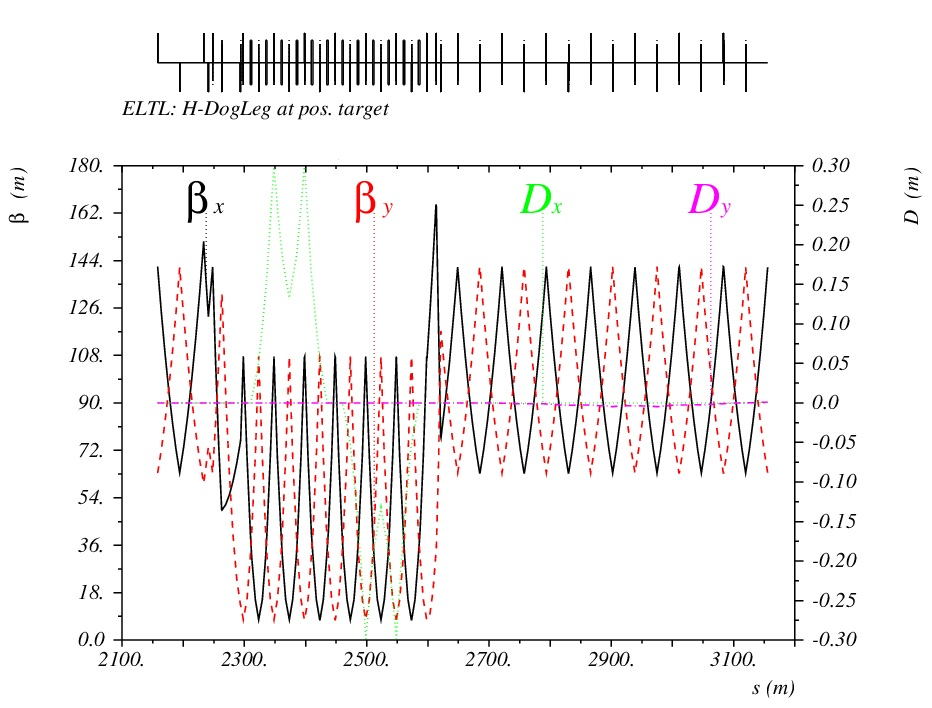 ELTL: H-DogLeg at pos. target
β (m)
D (m)
βx
βy
Dx
Dy
180.
162.
144.
126.
108.
90.
72.
54.
36.
18.
0.0
0.30
0.25
0.20
0.15
0.10
0.05
0.0
-0.05
-0.10
-0.15
-0.20
-0.25
-0.30
2100. 2300. 2500. 2700. 2900. 3100.
s (m)